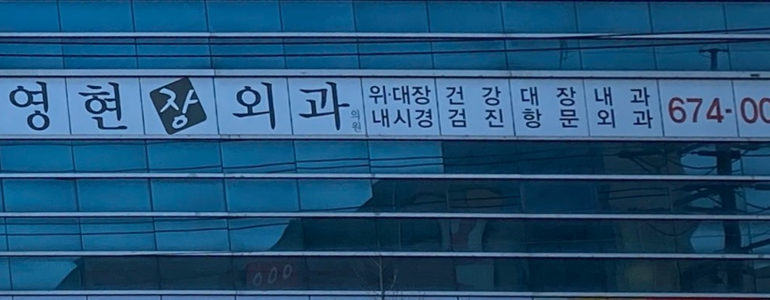 영현장외과의원
위·대장 건강 대장 내과
내시경 검진 항문 외과
674-00